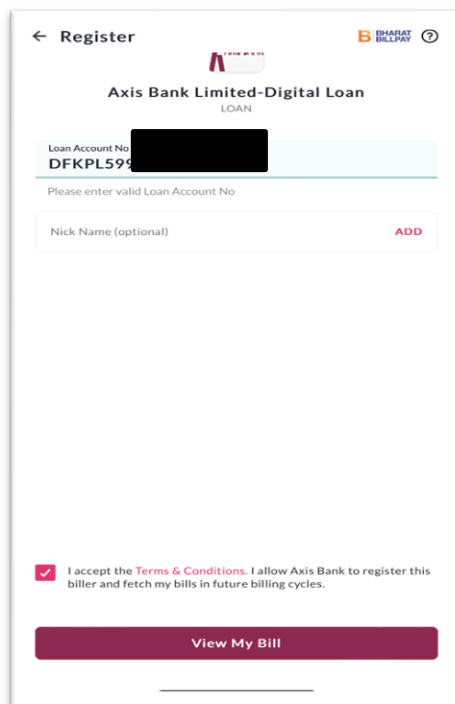 ← Register
BHARAT
BILLPAY
Axis Bank Limited-Digital Loan
LOAN
Loan Account No
DFKPL599
Please enter valid Loan Account No
Nick Name (optional)
ADD
I accept the Terms & Conditions. I allow Axis Bank to register this
biller and fetch my bills in future billing cycles.
View My Bill